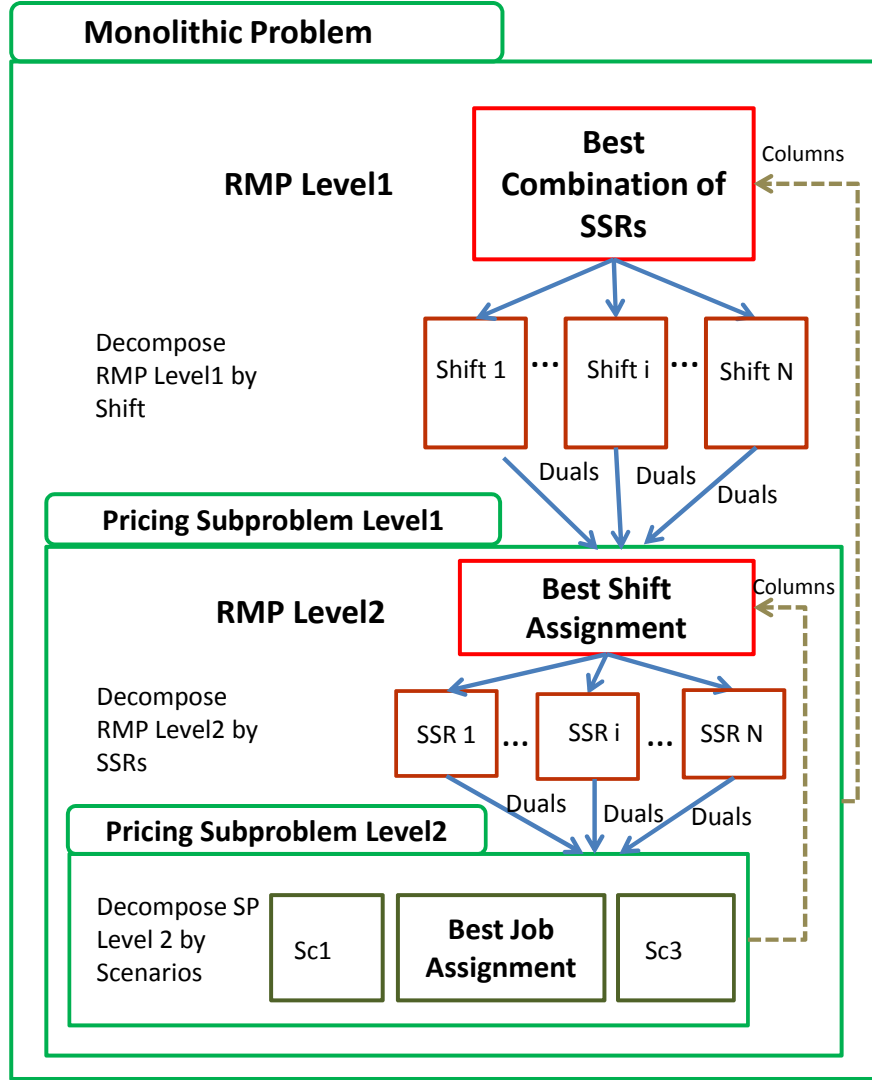 Monolithic Problem
Best
Combination of
SSRs
Columns
RMP Level1
Decompose
RMP Level1 by
Shift
Shift 1
...
Shift i
...
Shift N
Duals
Duals
Duals
Pricing Subproblem Level1
Best Shift
Assignment
Columns
RMP Level2
Decompose
RMP Level2 by
SSRs
SSR 1
...
SSR i
...
SSR N
Duals
Duals
Duals
Pricing Subproblem Level2
Decompose SP
Level 2 by
Scenarios
Sc1
Best Job
Assignment
Sc3